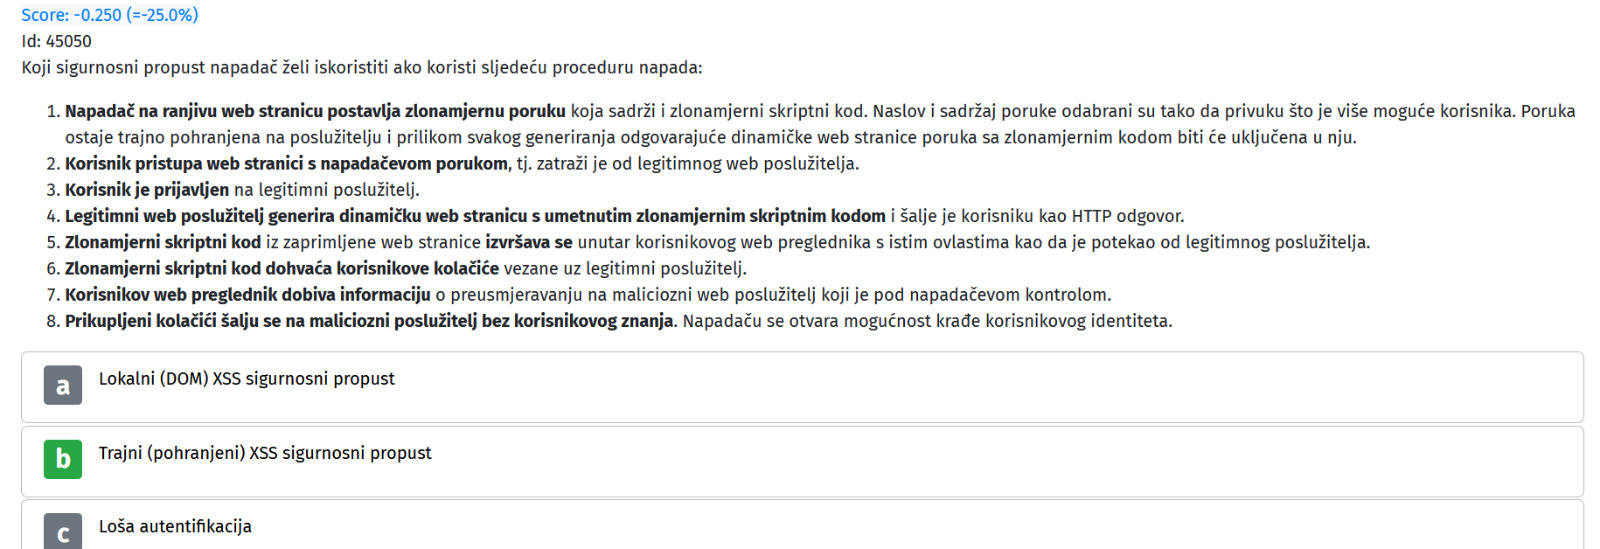 Score: -0.250 (=-25.0%)
Id: 45050
Koji sigurnosni propust napadač želi iskoristiti ako koristi sljedeću proceduru napada:
1. Napadač na ranjivu web stranicu postavlja zlonamjernu poruku koja sadrži i zlonamjerni skriptni kod. Naslov i sadržaj poruke odabrani su tako da privuku što je više moguće korisnika. Poruka
ostaje trajno pohranjena na poslužitelju i prilikom svakog generiranja odgovarajuće dinamičke web stranice poruka sa zlonamjernim kodom biti će uključena u nju.
2. Korisnik pristupa web stranici s napadačevom porukom, tj. zatraži je od legitimnog web poslužitelja.
3. Korisnik je prijavljen na legitimni poslužitelj.
4. Legitimni web poslužitelj generira dinamičku web stranicu s umetnutim zlonamjernim skriptnim kodom i šalje je korisniku kao HTTP odgovor.
5. Zlonamjerni skriptni kod iz zaprimljene web stranice izvršava se unutar korisnikovog web preglednika s istim ovlastima kao da je potekao od legitimnog poslužitelja.
6. Zlonamjerni skriptni kod dohvaća korisnikove kolačiće vezane uz legitimni poslužitelj.
7. Korisnikov web preglednik dobiva informaciju o preusmjeravanju na maliciozni web poslužitelj koji je pod napadačevom kontrolom.
8. Prikupljeni kolačići šalju se na maliciozni poslužitelj bez korisnikovog znanja. Napadaču se otvara mogućnost krađe korisnikovog identiteta.
a Lokalni (DOM) XSS sigurnosni propust
b Trajni (pohranjeni) XSS sigurnosni propust
c Loša autentifikacija